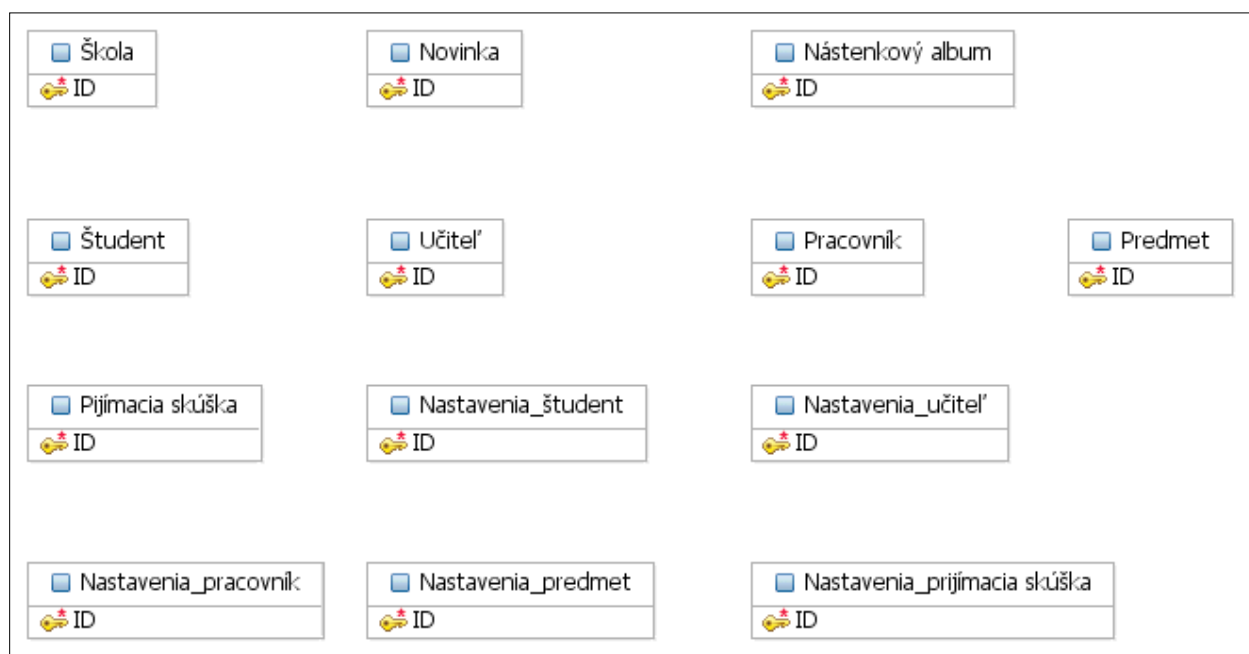 Škola
ID
Novinka
ID
Nástenkový album
ID
Študent
ID
Učiteľ
ID
Pracovník
ID
Predmet
ID
Pijímacia skúška
ID
Nastavenia_študent
ID
Nastavenia_učiteľ
ID
Nastavenia_pracovník
ID
Nastavenia_predmet
ID
Nastavenia_prijímacia skúška
ID